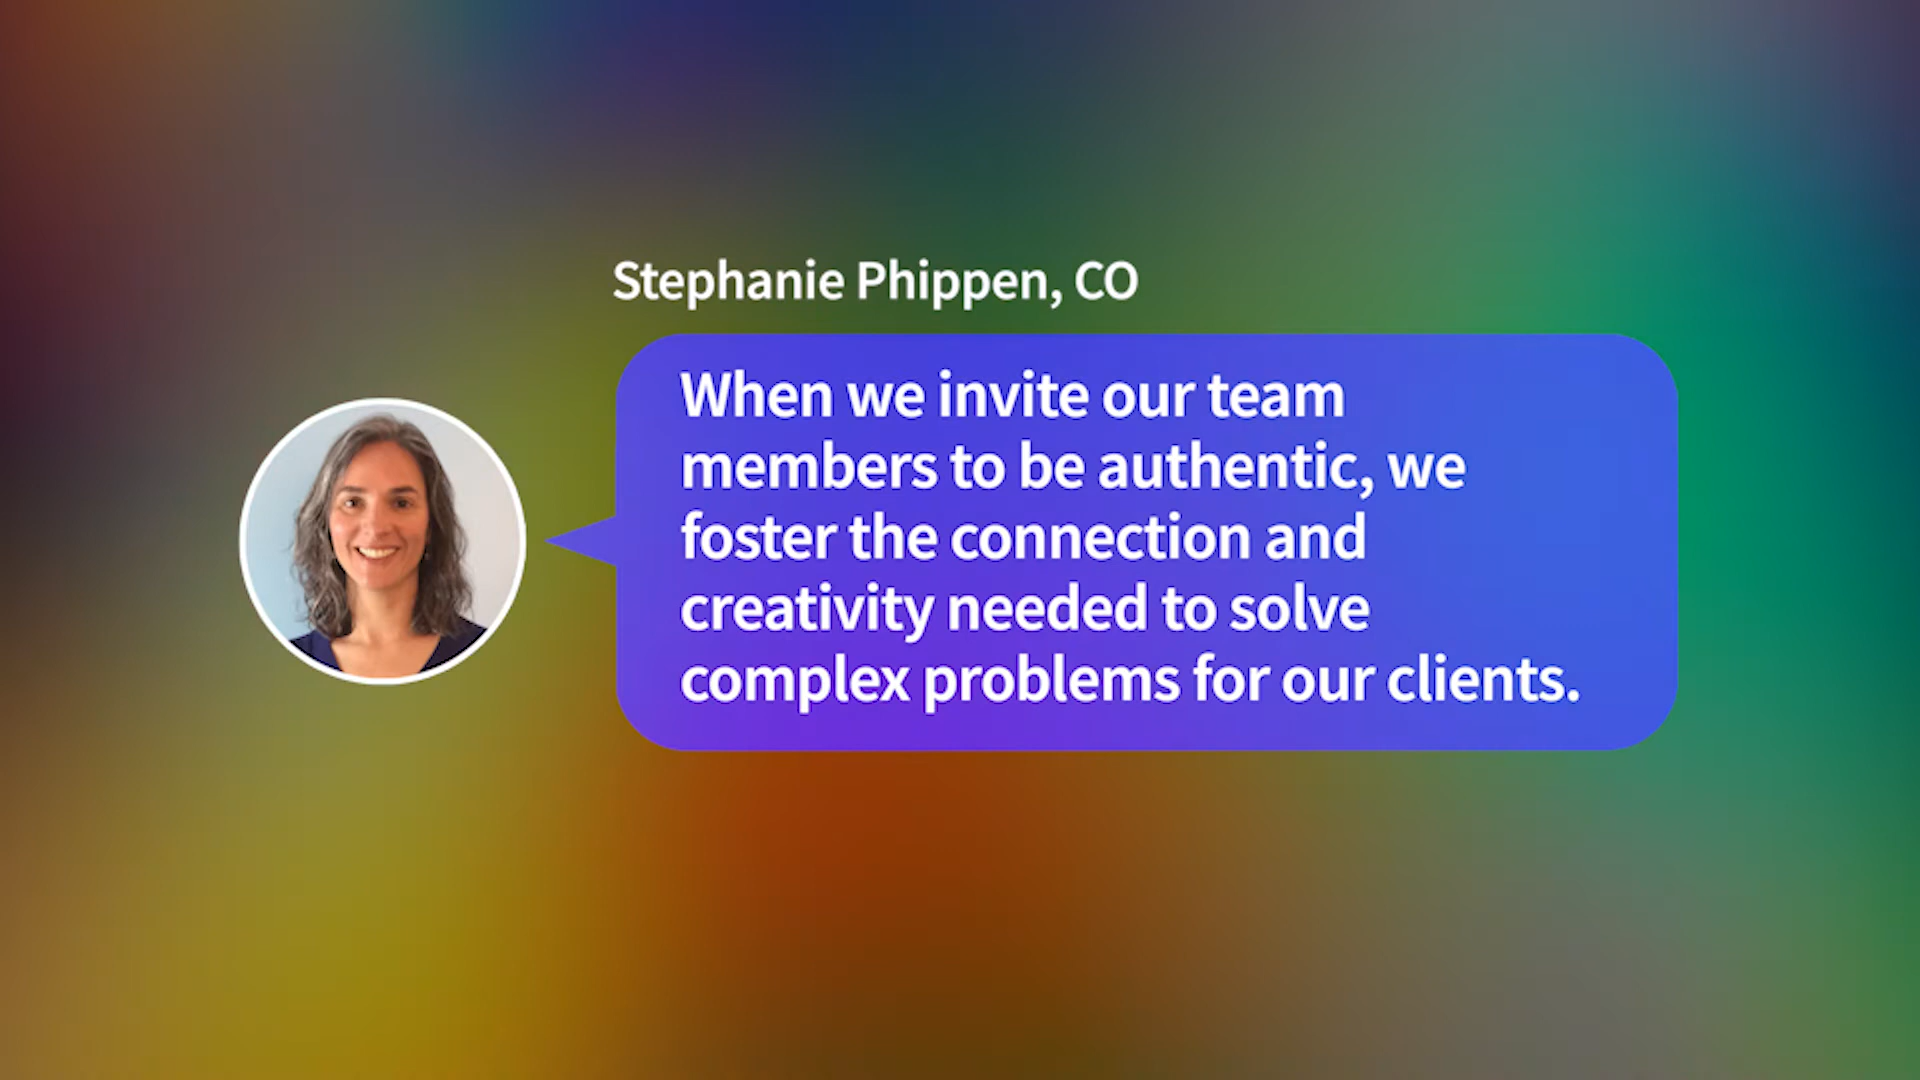 Stephanie Phippen, CO
When we invite our team
members to be authentic, we
foster the connection and
creativity needed to solve
complex problems for our clients.